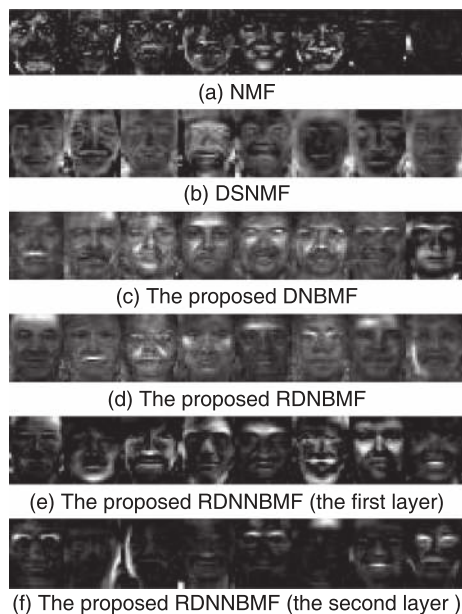 (a) NMF
(b) DSNMF
(c) The proposed DNBMF
(d) The proposed RDNBMF
(e) The proposed RDNNBMF (the first layer)
(f) The proposed RDNNBMF (the second layer )